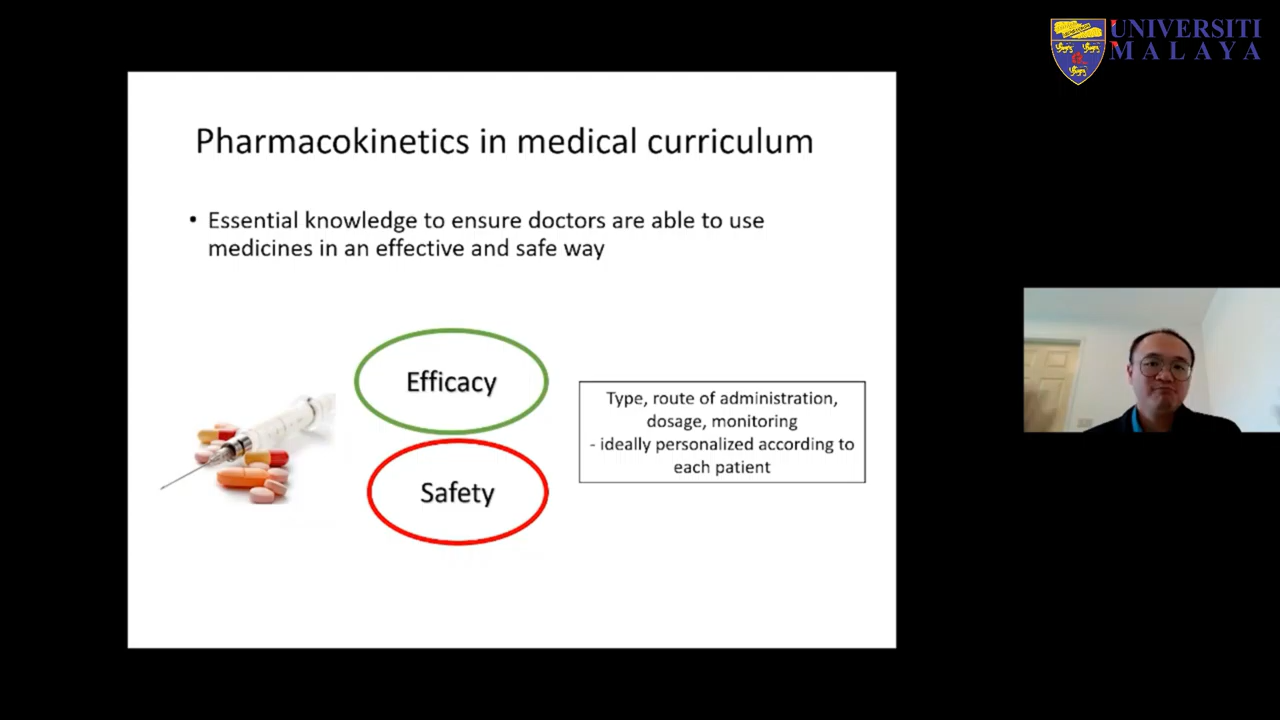 UNIVERSITI
MALAYA
Pharmacokinetics in medical curriculum
• Essential knowledge to ensure doctors are able to use
medicines in an effective and safe way
Efficacy
Safety
Type, route of administration,
dosage, monitoring
- ideally personalized according to
each patient